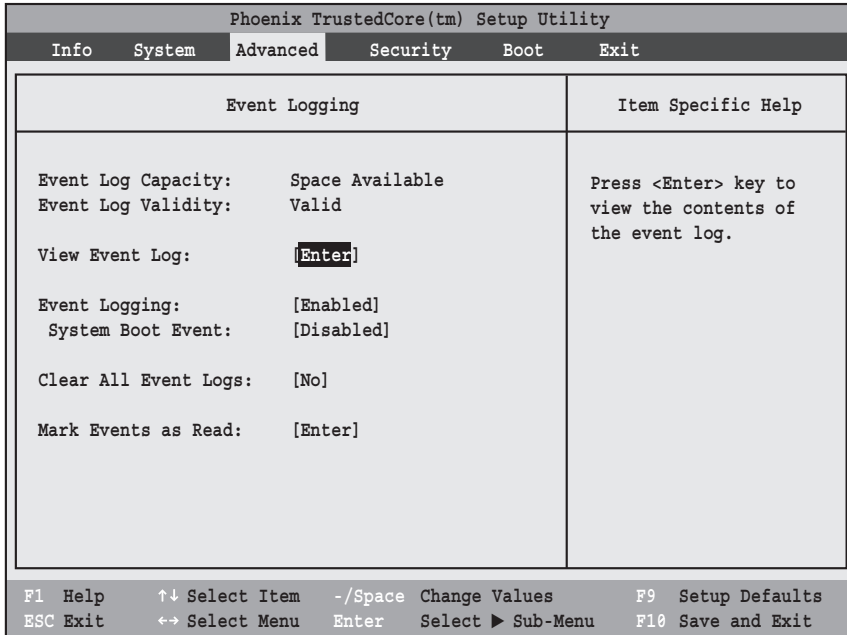 Phoenix TrustedCore(tm) Setup Utility
Info System Advanced Security Boot Exit
Event Logging
Item Specific Help
Event Log Capacity: Space Available
Event Log Validity: Valid
View Event Log: [Enter]
Event Logging: [Enabled]
System Boot Event: [Disabled]
Clear All Event Logs: [No]
Mark Events as Read: [Enter]
Press <Enter> key to
view the contents of
the event log.
F1 Help ↑↓ Select Item -/Space Change Values F9 Setup Defaults
ESC Exit ←→ Select Menu Enter Select ▶ Sub-Menu F10 Save and Exit